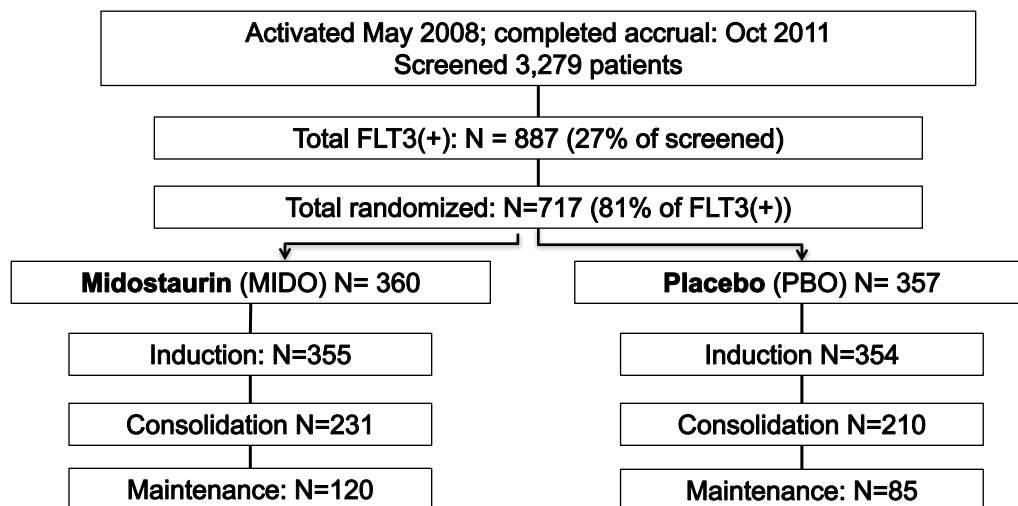 Activated May 2008; completed accrual: Oct 2011
Screened 3,279 patients
Total FLT3(+): N = 887 (27% of screened)
Total randomized: N=717 (81% of FLT3(+))
Midostaurin (MIDO) N= 360
Placebo (PBO) N= 357
Induction: N=355
Induction N=354
Consolidation N=231
Consolidation N=210
Maintenance: N=120
Maintenance: N=85